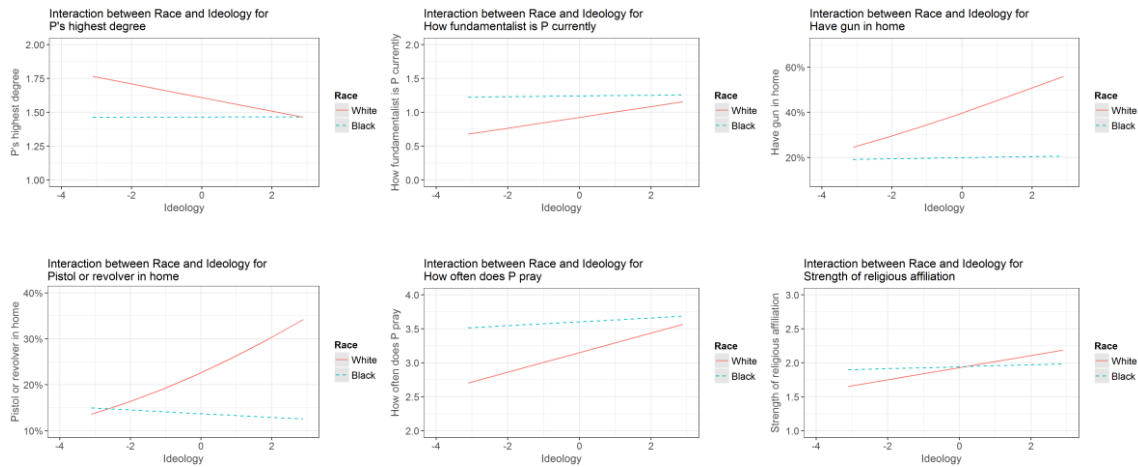 Interaction between Race and Ideology for
P's highest degree
2.00
1.75
1.50
1.25
1.00
P's highest degree
-4
-2
0
2
4
Ideology
Race
White
Black
Interaction between Race and Ideology for
How fundamentalist is P currently
2.0
1.5
1.0
0.5
0.0
How fundamentalist is P currently
-4
-2
0
2
4
Ideology
Race
White
Black
Interaction between Race and Ideology for
Have gun in home
60%
40%
20%
Have gun in home
-4
-2
0
2
4
Ideology
Race
White
Black
Interaction between Race and Ideology for
Pistol or revolver in home
40%
30%
20%
10%
Pistol or revolver in home
-4
-2
0
2
4
Ideology
Race
White
Black
Interaction between Race and Ideology for
How often does P pray
4.0
3.5
3.0
2.5
2.0
How often does P pray
-4
-2
0
2
4
Ideology
Race
White
Black
Interaction between Race and Ideology for
Strength of religious affiliation
3.0
2.5
2.0
1.5
1.0
Strength of religious affiliation
-4
-2
0
2
4
Ideology
Race
White
Black